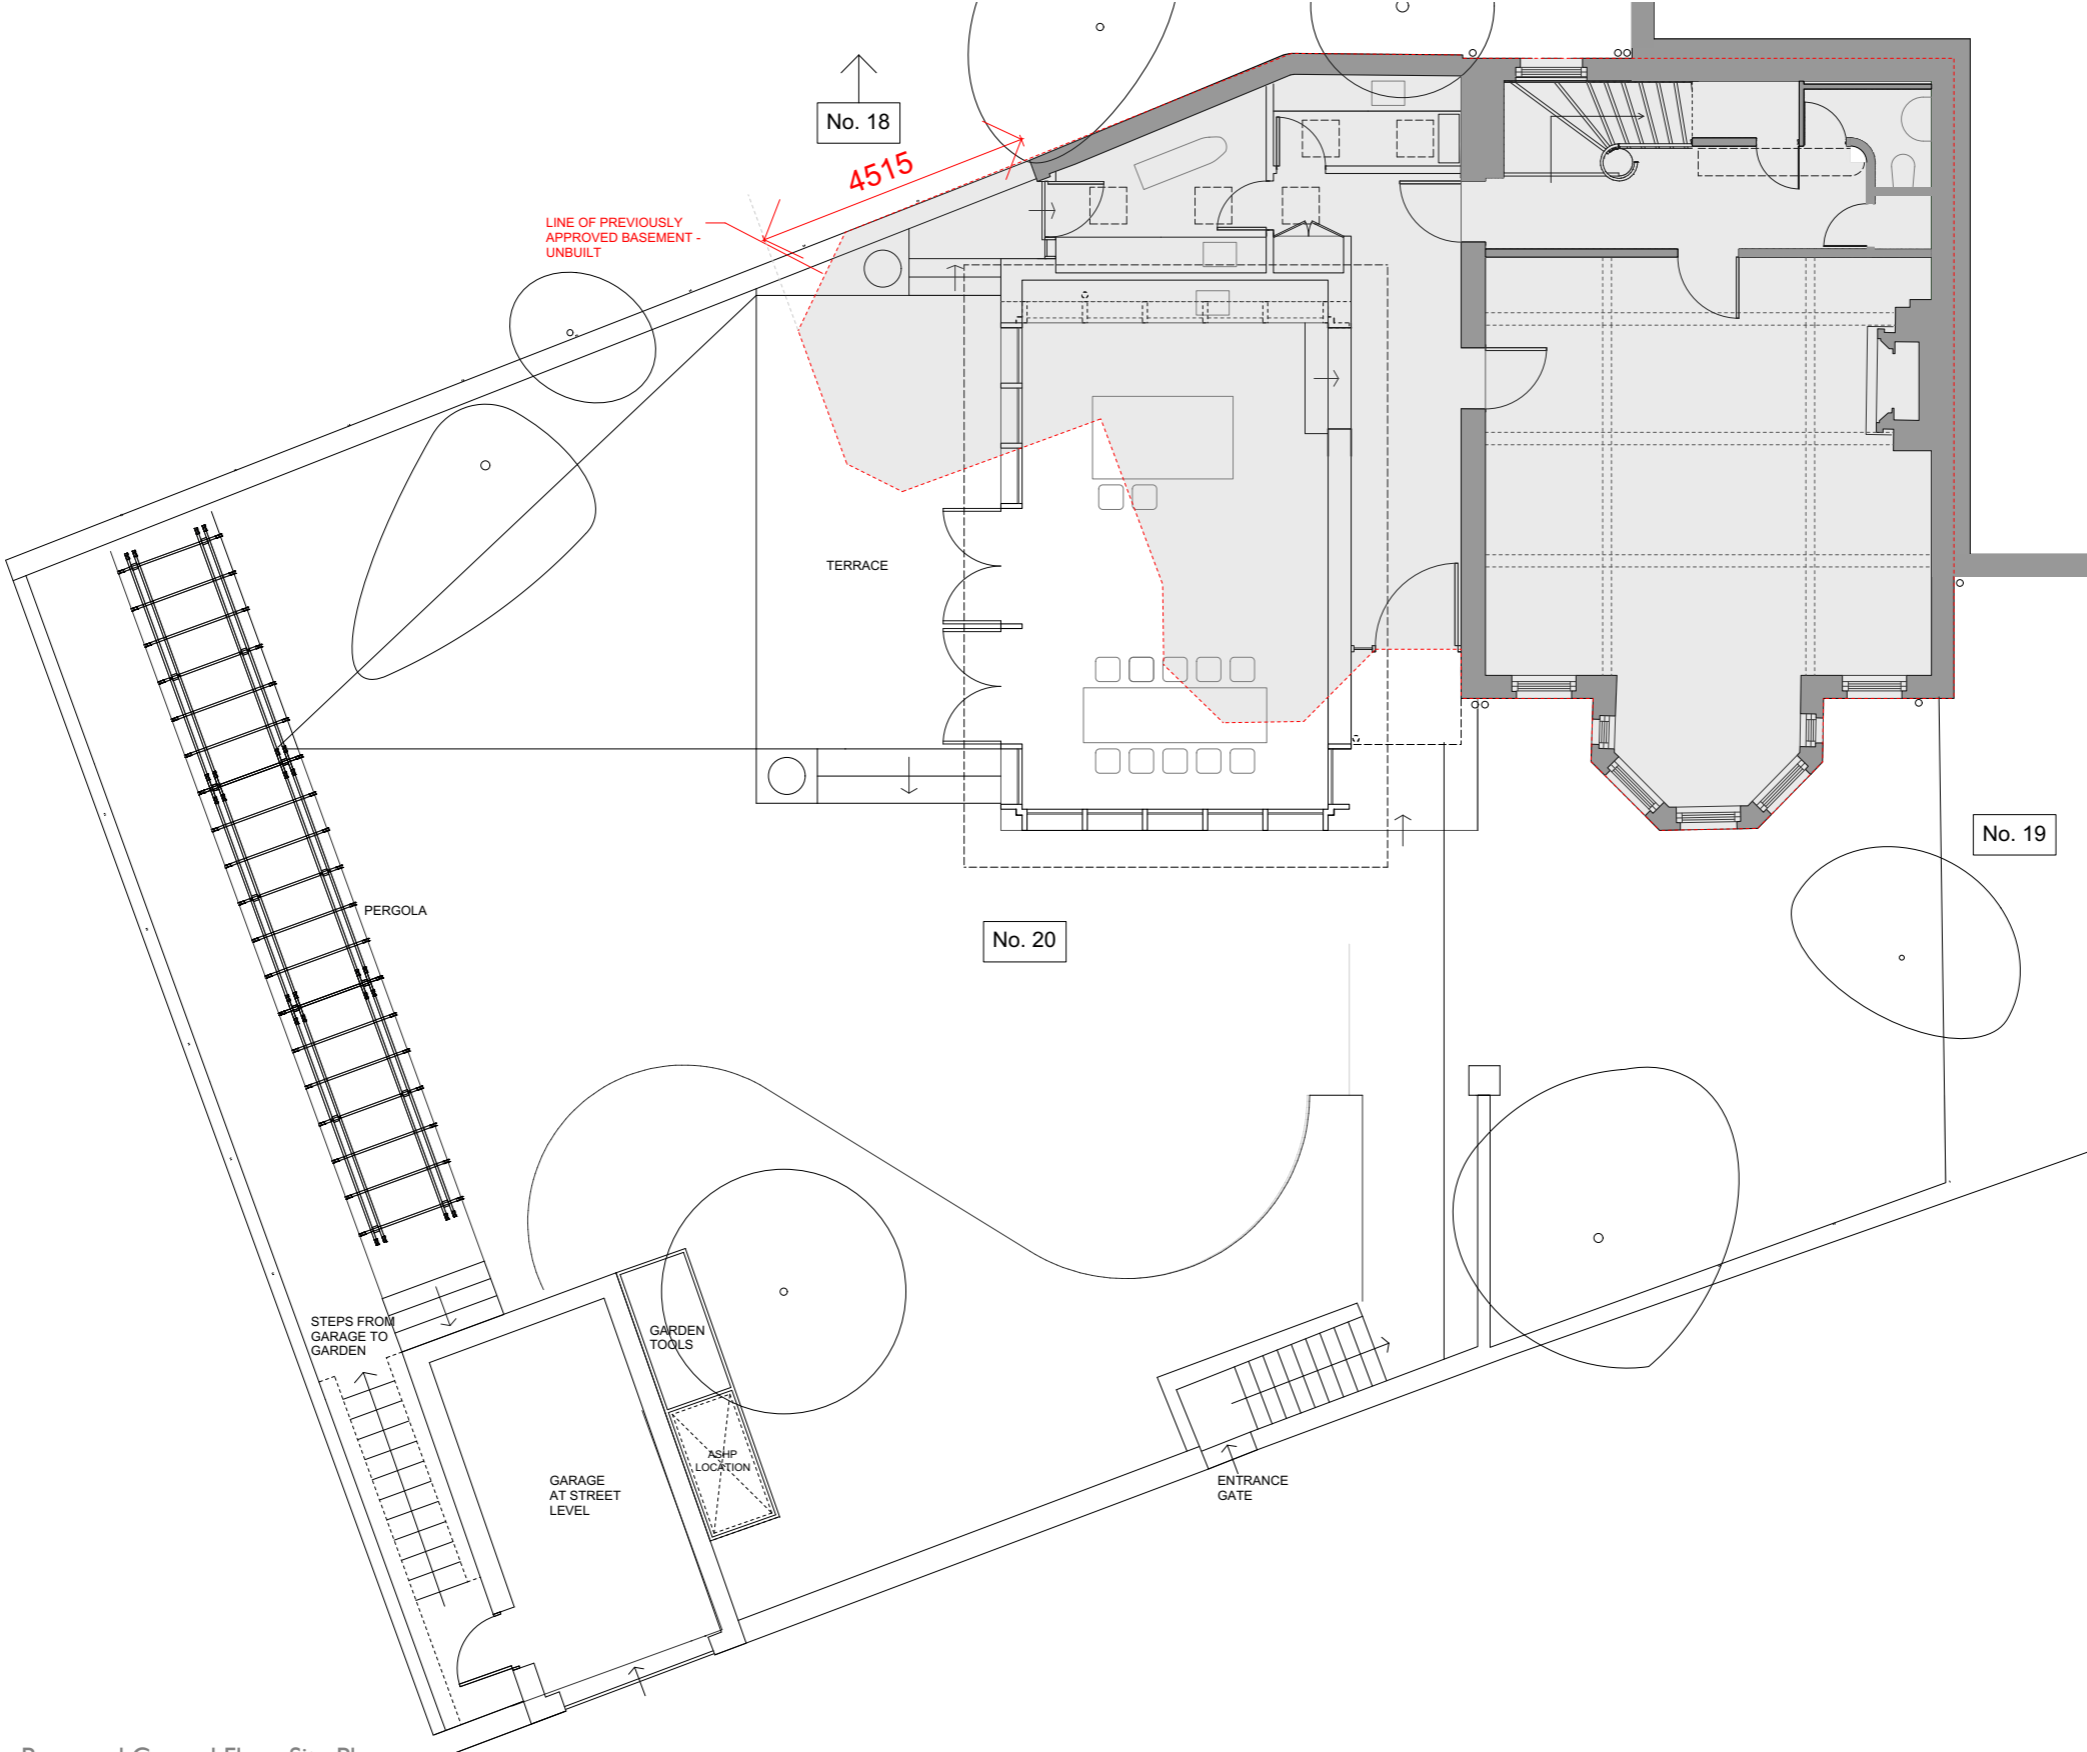 No. 18
4515
LINE OF PREVIOUSLY
APPROVED BASEMENT -
UNBUILT
TERRACE
No. 19
PERGOLA
No. 20
STEPS FROM
GARAGE TO
GARDEN
GARDEN
TOOLS
ASHP
LOCATION
GARAGE
AT STREET
LEVEL
ENTRANCE
GATE